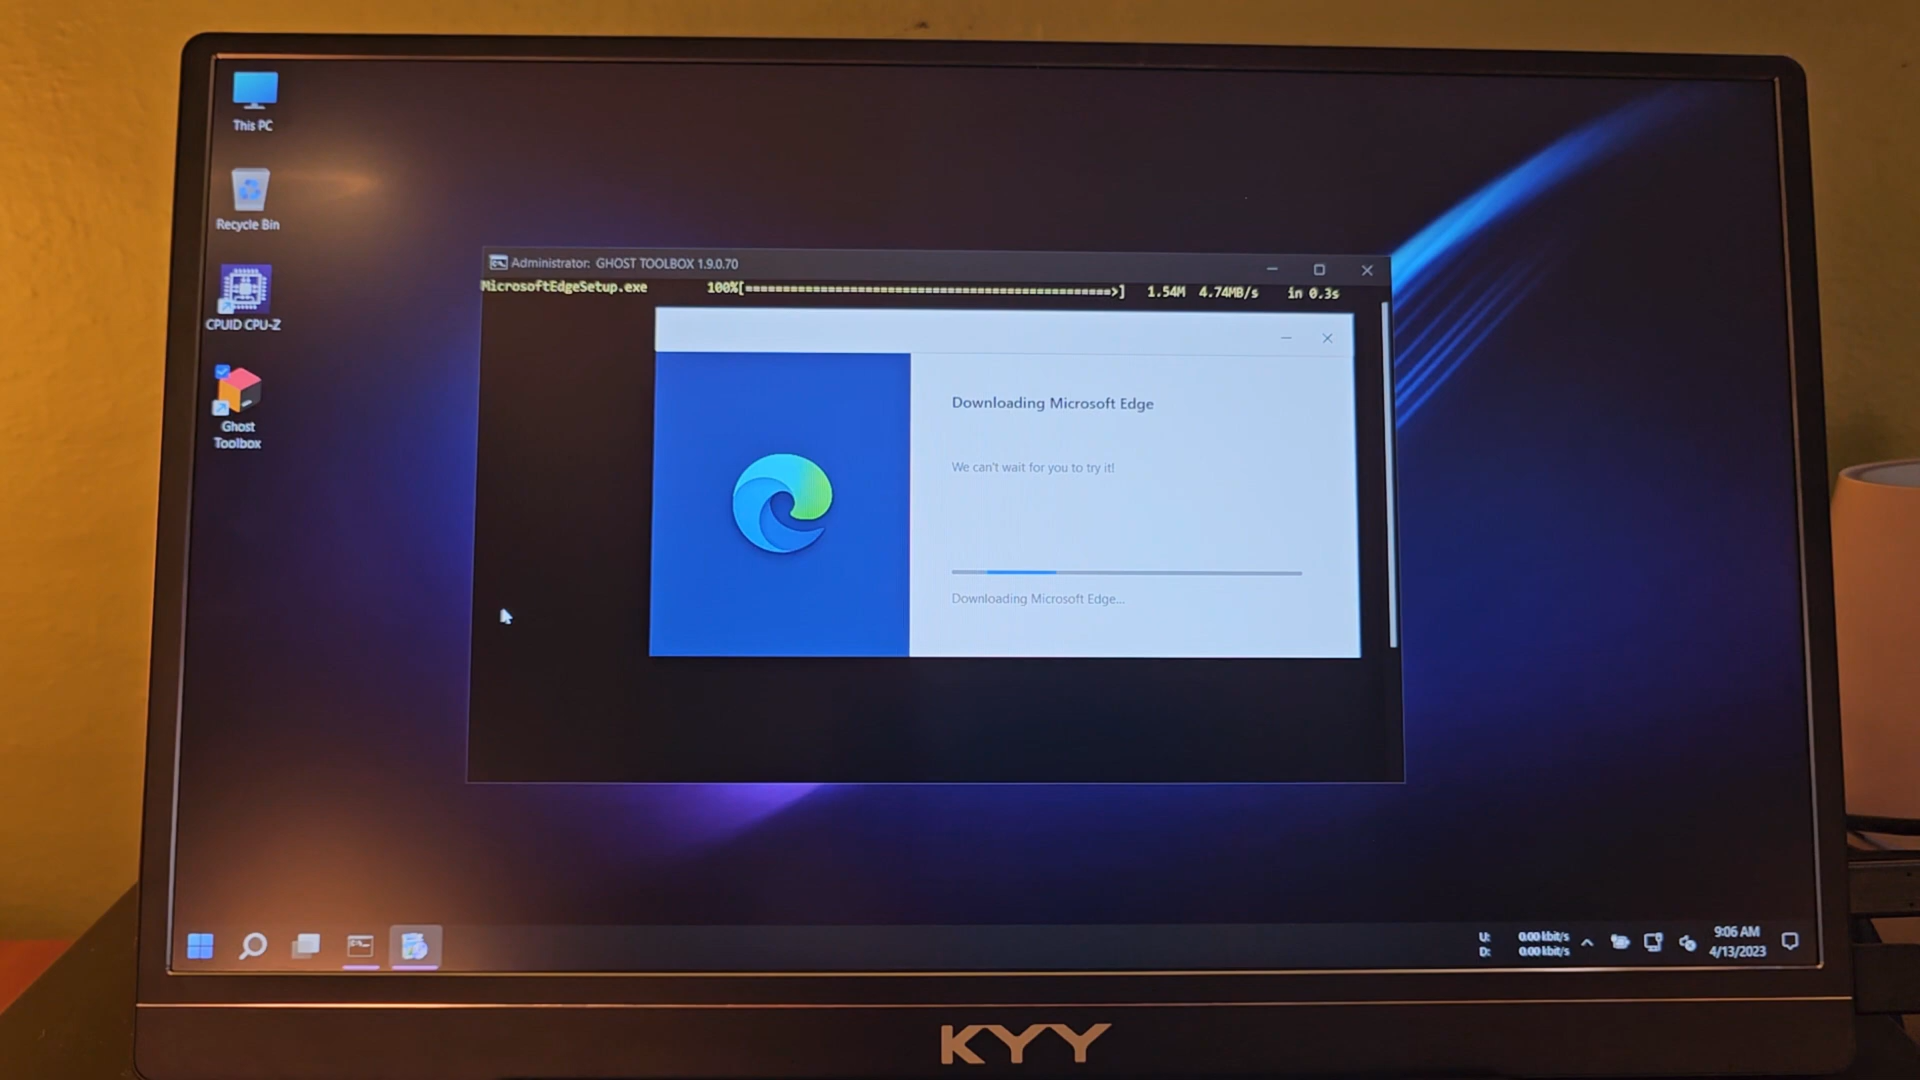 This PC
Recycle Bin
CPUID CPU-Z
Ghost
Toolbox
Administrator: GHOST TOOLBOX 1.9.0.70
MicrosoftEdgeSetup.exe 100%[==================================================>] 1.54M 4.74MB/s in 0.3s
Downloading Microsoft Edge
We can't wait for you to try it!
Downloading Microsoft Edge...
U: 0.00 kbit/s
D: 0.00 kbit/s
9:06 AM
4/13/2023
KYY